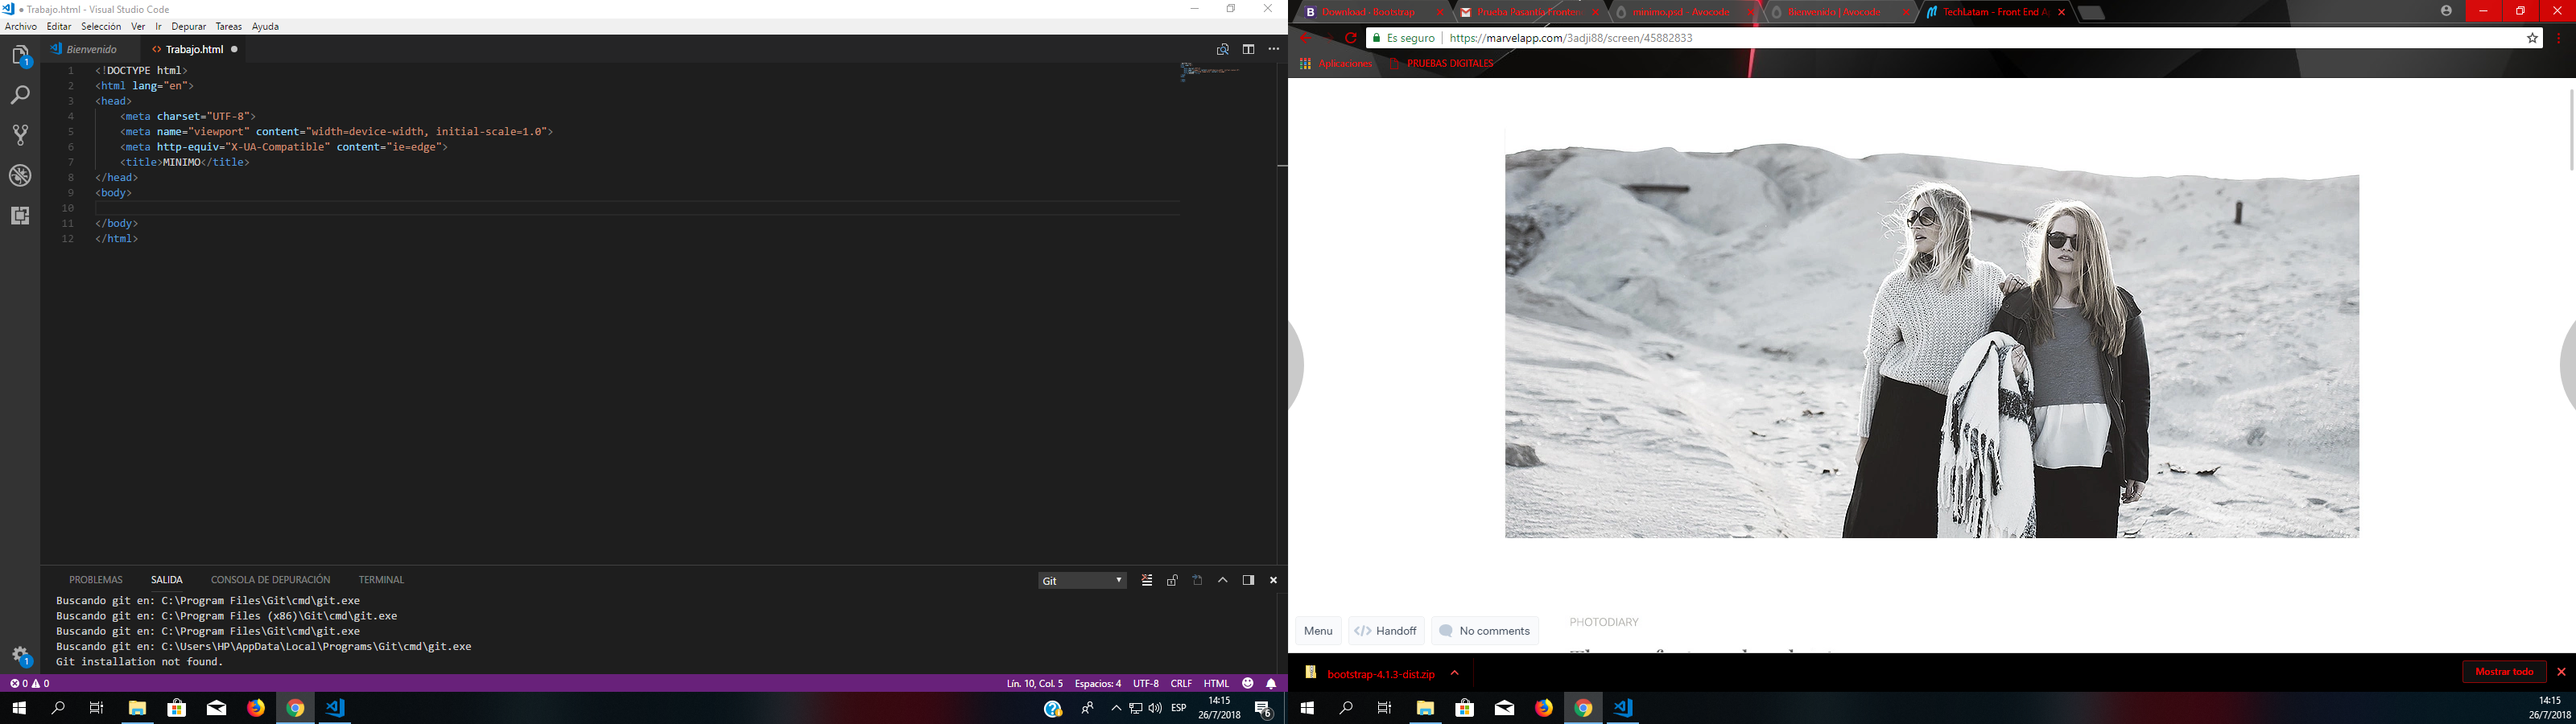 Trabajo.html - Visual Studio Code
Archivo Editar Selección Ver Ir Depurar Tareas Ayuda
Bienvenido Trabajo.html
1 <!DOCTYPE html>
2 <html lang="en">
3 <head>
4 <meta charset="UTF-8">
5 <meta name="viewport" content="width=device-width, initial-scale=1.0">
6 <meta http-equiv="X-UA-Compatible" content="ie=edge">
7 <title>MINIMO</title>
8 </head>
9 <body>
10
11 </body>
12 </html>
PROBLEMAS SALIDA CONSOLA DE DEPURACIÓN TERMINAL Git
Buscando git en: C:\Program Files\Git\cmd\git.exe
Buscando git en: C:\Program Files (x86)\Git\cmd\git.exe
Buscando git en: C:\Program Files\Git\cmd\git.exe
Buscando git en: C:\Users\HP\AppData\Local\Programs\Git\cmd\git.exe
Git installation not found.
0 0 Lín. 10, Col. 5 Espacios: 4 UTF-8 CRLF HTML
ESP 14:15
26/7/2018 6
Download · Bootstrap Prueba Pasantía Fronten minimo.psd - Avocode Bienvenido | Avocode TechLatam - Front End A
Es seguro https://marvelapp.com/3adji88/screen/45882833
Aplicaciones PRUEBAS DIGITALES
PHOTODIARY
Menu Handoff No comments
bootstrap-4.1.3-dist.zip Mostrar todo
14:15
26/7/2018